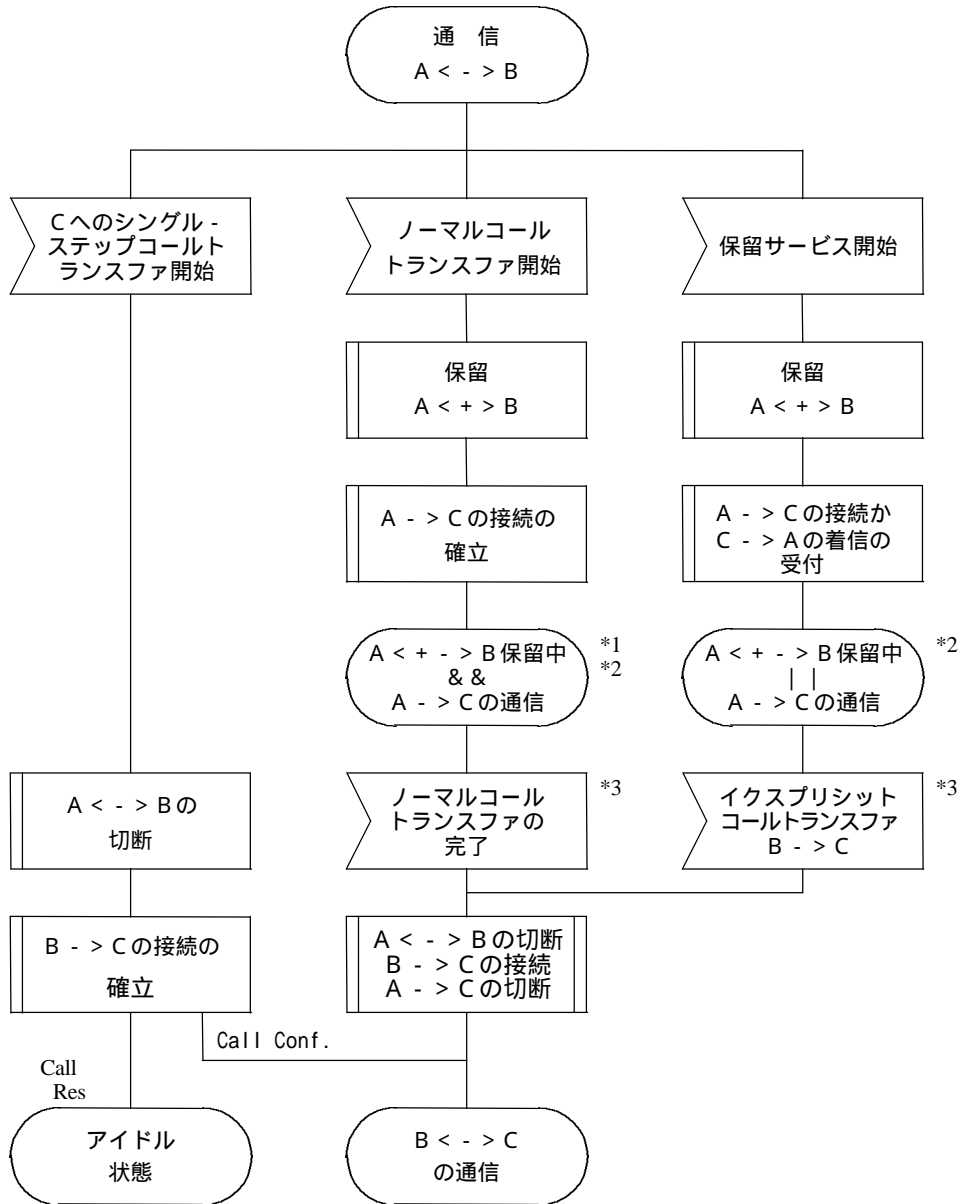 通 信
A < - > B
Cへのシングル -
ステップコールト
ランスファ開始
ノーマルコール
トランスファ開始
保留サービス開始
保留
A < + > B
保留
A < + > B
A - > Cの接続の
確立
A - > Cの接続か
C - > Aの着信の
受付
A < + - > B保留中
& &
A - > Cの通信
*1
*2
A < + - > B保留中
| |
A - > Cの通信
*2
A < - > Bの
切断
ノーマルコール
トランスファの
完了
*3
イクスプリシット
コールトランスファ
B - > C
*3
B - > Cの接続の
確立
A < - > Bの切断
B - > Cの接続
A - > Cの切断
Call Conf.
Call
Res
アイドル
状態
B < - > C
の通信